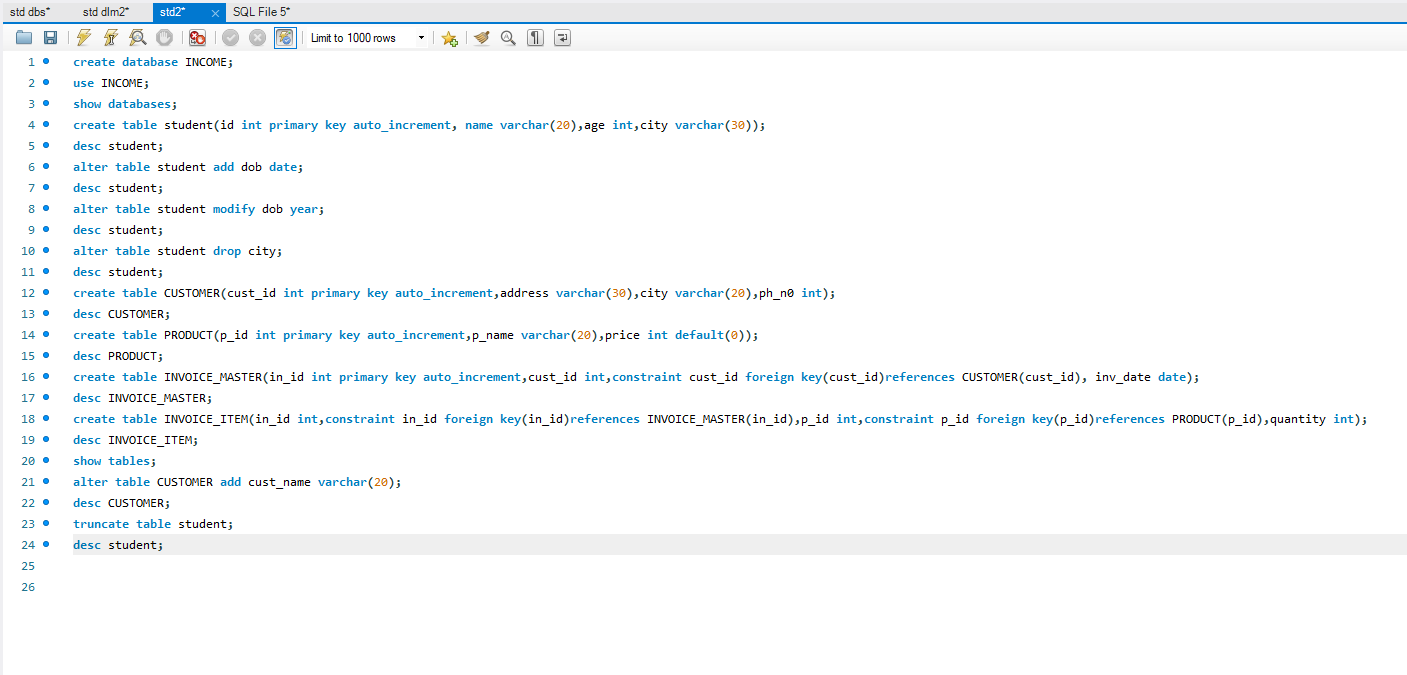 std dbs* std dlm2* std2* SQL File 5*
Limit to 1000 rows
1 create database INCOME;
2 use INCOME;
3 show databases;
4 create table student(id int primary key auto_increment, name varchar(20),age int,city varchar(30));
5 desc student;
6 alter table student add dob date;
7 desc student;
8 alter table student modify dob year;
9 desc student;
10 alter table student drop city;
11 desc student;
12 create table CUSTOMER(cust_id int primary key auto_increment,address varchar(30),city varchar(20),ph_n0 int);
13 desc CUSTOMER;
14 create table PRODUCT(p_id int primary key auto_increment,p_name varchar(20),price int default(0));
15 desc PRODUCT;
16 create table INVOICE_MASTER(in_id int primary key auto_increment,cust_id int,constraint cust_id foreign key(cust_id)references CUSTOMER(cust_id), inv_date date);
17 desc INVOICE_MASTER;
18 create table INVOICE_ITEM(in_id int,constraint in_id foreign key(in_id)references INVOICE_MASTER(in_id),p_id int,constraint p_id foreign key(p_id)references PRODUCT(p_id),quantity int);
19 desc INVOICE_ITEM;
20 show tables;
21 alter table CUSTOMER add cust_name varchar(20);
22 desc CUSTOMER;
23 truncate table student;
24 desc student;
25
26